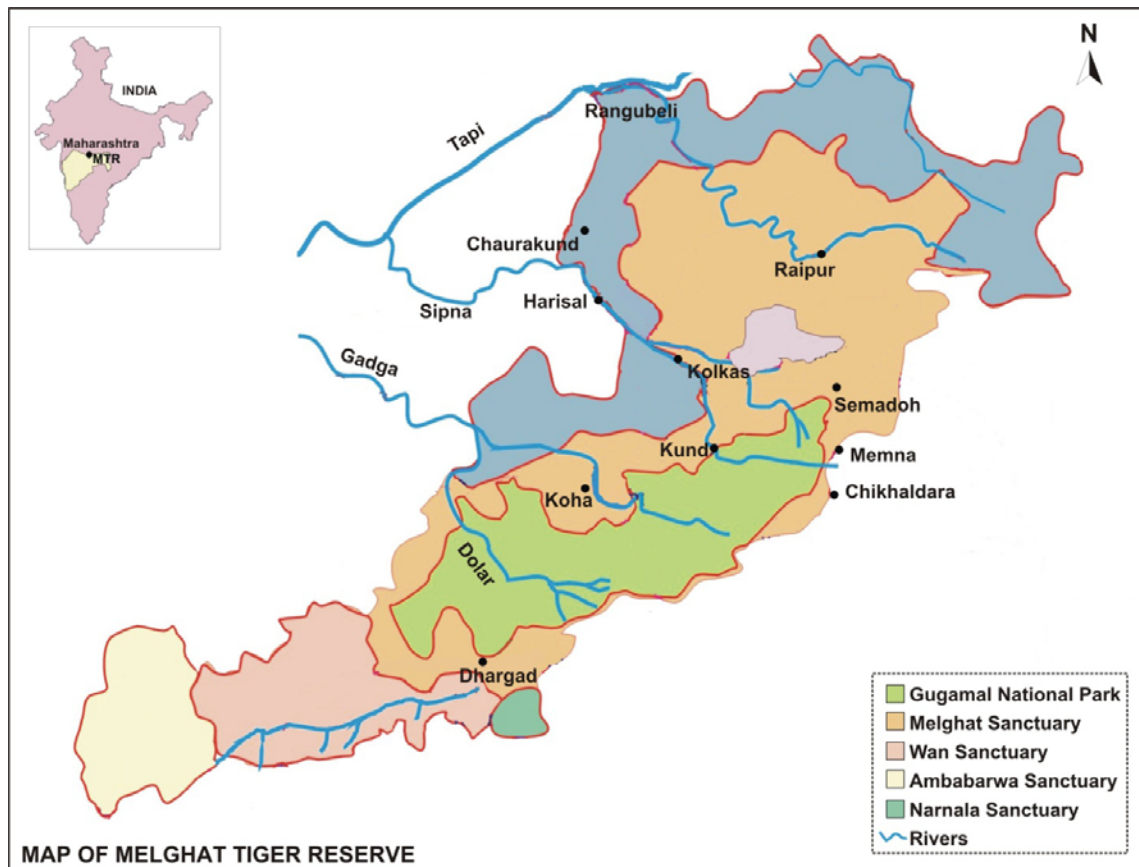 INDIA
Maharashtra
MTR
N
Rangubeli
Tapi
Chaurakund
Raipur
Sipna
Harisal
Gadga
Kolkas
Semadoh
Kund
Memna
Koha
Chikhaldara
Dolar
Dhargad
Gugamal National Park
Melghat Sanctuary
Wan Sanctuary
Ambabarwa Sanctuary
Narnala Sanctuary
Rivers
MAP OF MELGHAT TIGER RESERVE